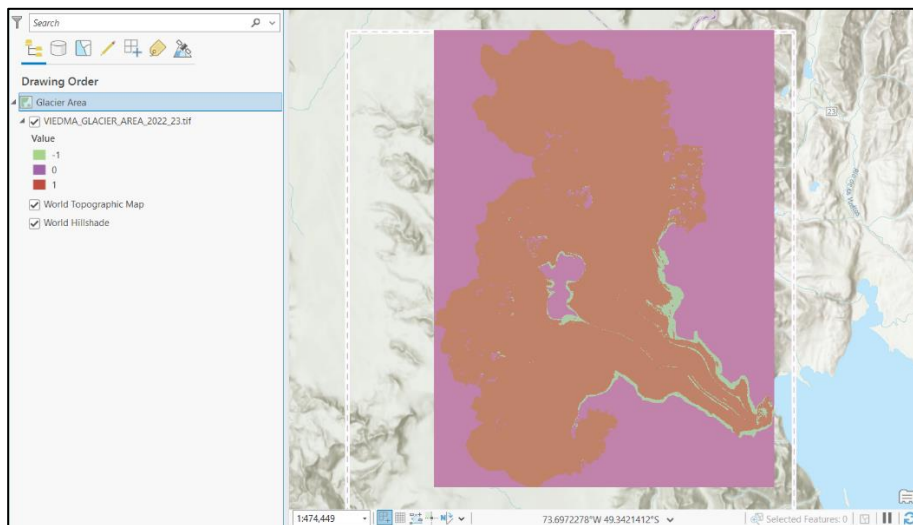 Search
Drawing Order
Glacier Area
VIEDMA_GLACIER_AREA_2022_23.tif
Value
-1
0
1
World Topographic Map
World Hillshade
23
1:474,449
73.6972278°W 49.3421412°S
Selected Features: 0